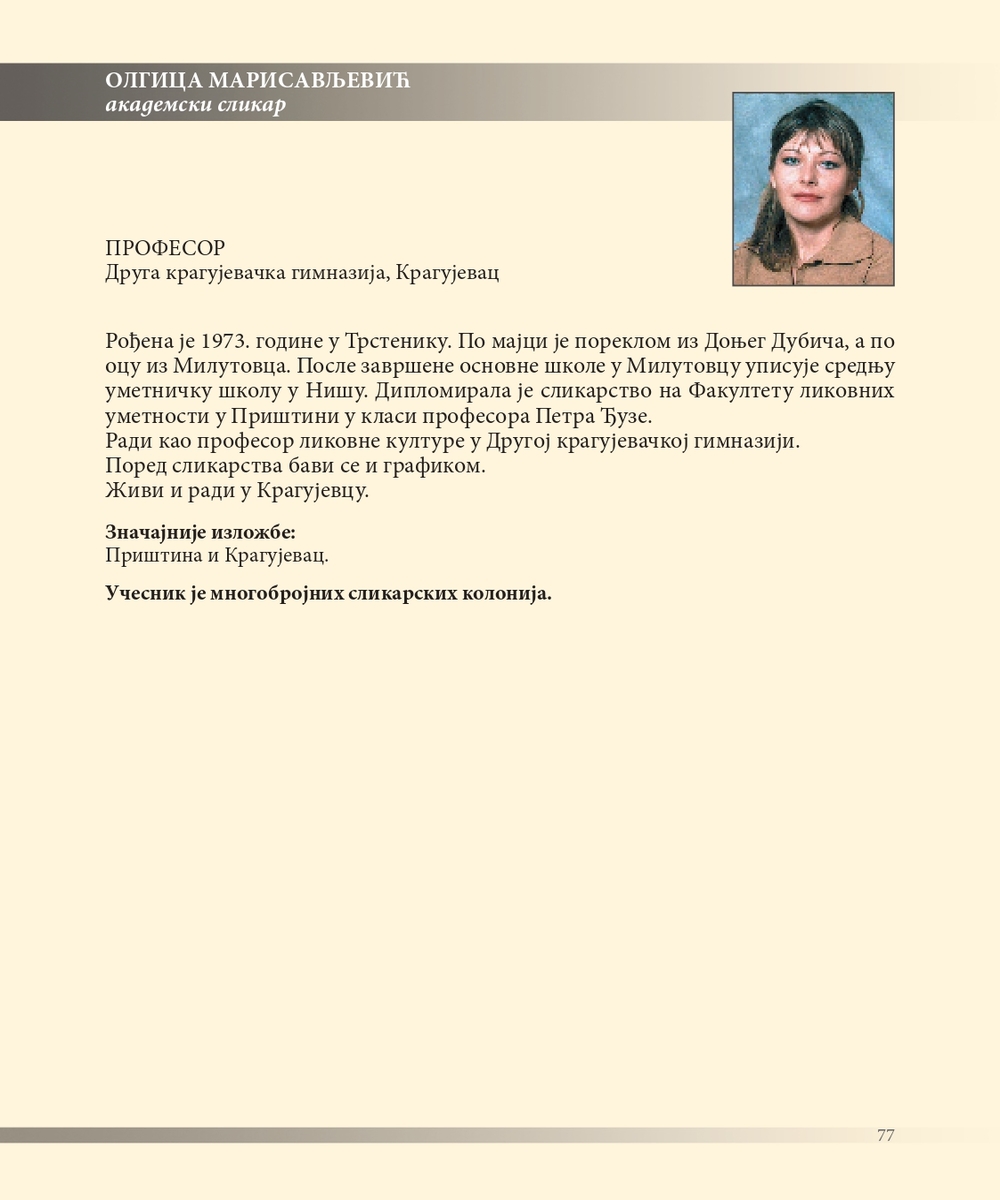 ОЛГИЦА МАРИСАВЉЕВИЋ
академски сликар
ПРОФЕСОР
Друга крагујевачка гимназија, Крагујевац
Рођена је 1973. године у Трстенику. По мајци је пореклом из Доњег Дубича, а по
оцу из Милутовца. После завршене основне школе у Милутовцу уписује средњу
уметничку школу у Нишу. Дипломирала је сликарство на Факултету ликовних
уметности у Приштини у класи професора Петра Ђузе.
Ради као професор ликовне културе у Другој крагујевачкој гимназији.
Поред сликарства бави се и графиком.
Живи и ради у Крагујевцу.
Значајније изложбе:
Приштина и Крагујевац.
Учесник је многобројних сликарских колонија.
77